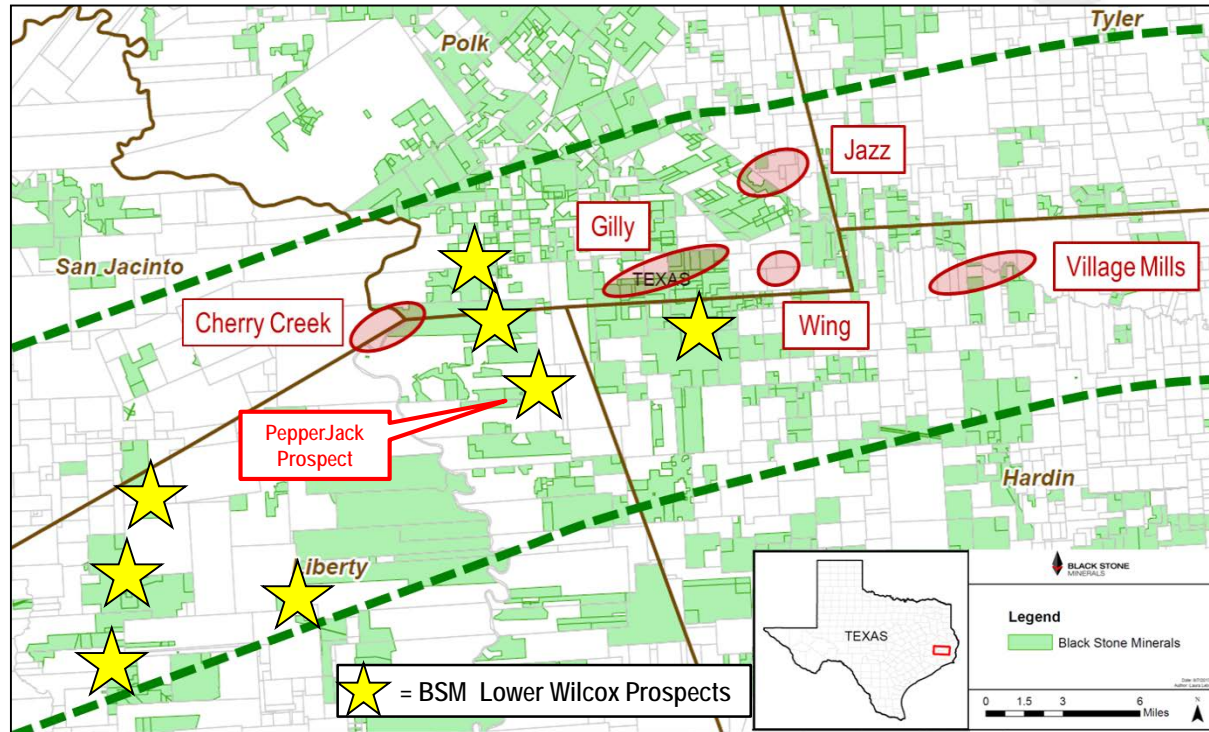 Tyler
Polk
Jazz
Gilly
San Jacinto
TEXAS
Village Mills
Cherry Creek
Wing
PepperJack
Prospect
Hardin
Liberty
BLACK STONE
MINERALS
Legend
TEXAS
Black Stone Minerals
= BSM Lower Wilcox Prospects
N
0 1.5 3 6
Miles